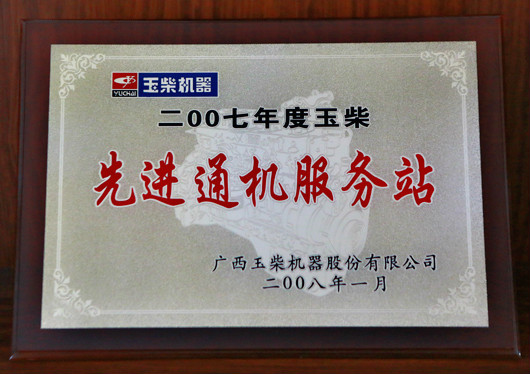 YUCHAI 玉柴机器
二00七年度玉柴
先进通机服务站
广西玉柴机器股份有限公司
二00八年一月